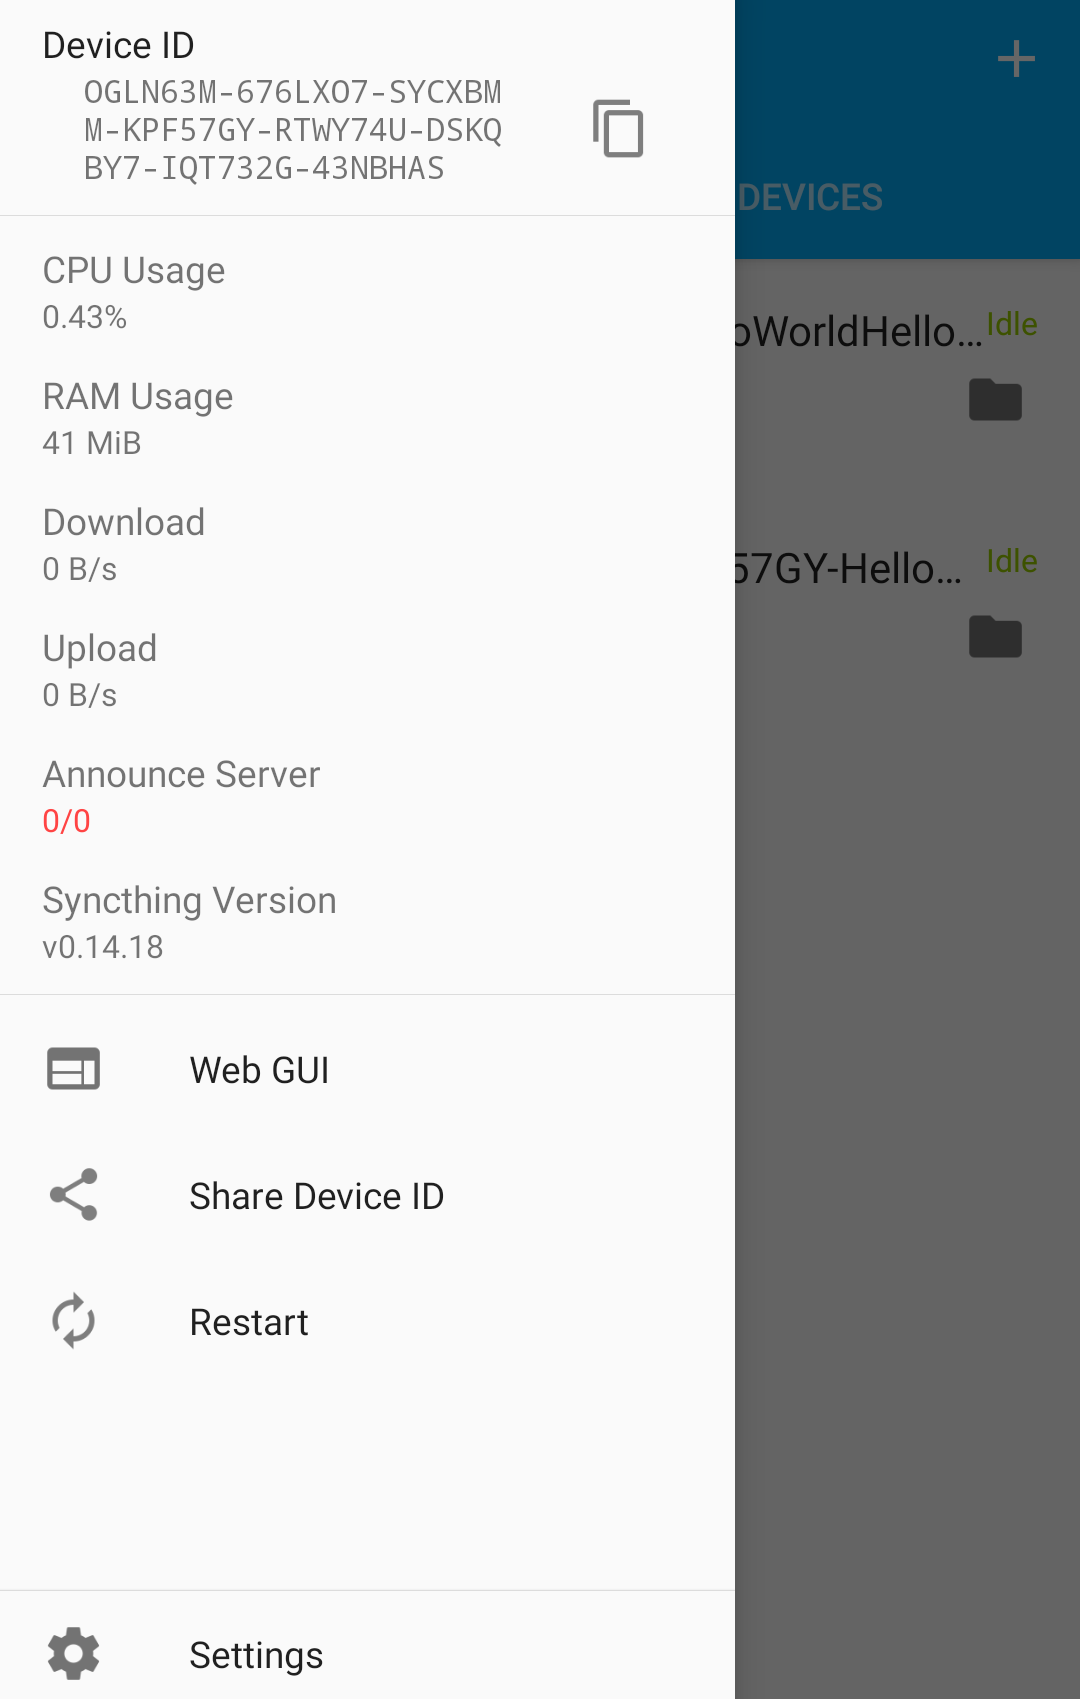 Device ID
OGLN63M-676LXO7-SYCXBM
M-KPF57GY-RTWY74U-DSKQ
BY7-IQT732G-43NBHAS
CPU Usage
0.43%
RAM Usage
41 MiB
Download
0 B/s
Upload
0 B/s
Announce Server
0/0
Syncthing Version
v0.14.18
Web GUI
Share Device ID
Restart
Settings
DEVICES
oWorldHello…
Idle
57GY-Hello…
Idle